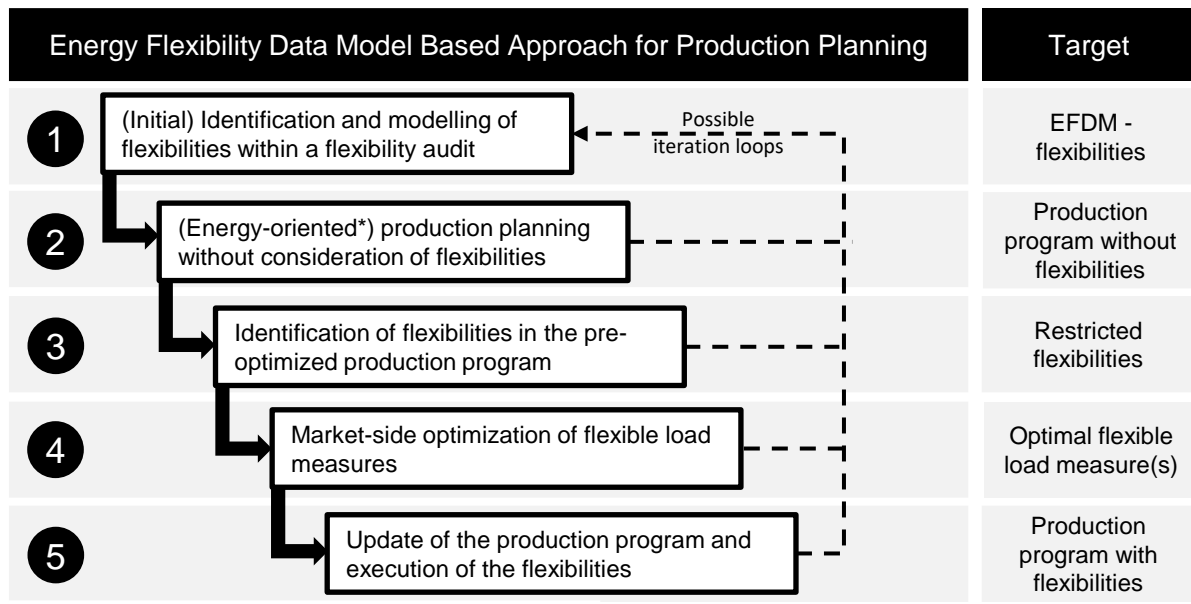 Energy Flexibility Data Model Based Approach for Production Planning
Target
1
(Initial) Identification and modelling of
flexibilities within a flexibility audit
Possible
iteration loops
EFDM -
flexibilities
2
(Energy-oriented*) production planning
without consideration of flexibilities
Production
program without
flexibilities
3
Identification of flexibilities in the pre-
optimized production program
Restricted
flexibilities
4
Market-side optimization of flexible load
measures
Optimal flexible
load measure(s)
5
Update of the production program and
execution of the flexibilities
Production
program with
flexibilities